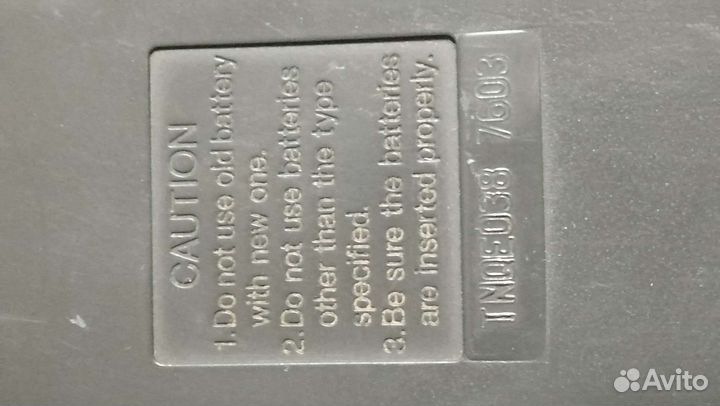 CAUTION
1. Do not use old battery
with new one.
2. Do not use batteries
other than the type
specified.
3. Be sure the batteries
are inserted properly.
TNQE038 7603
Avito